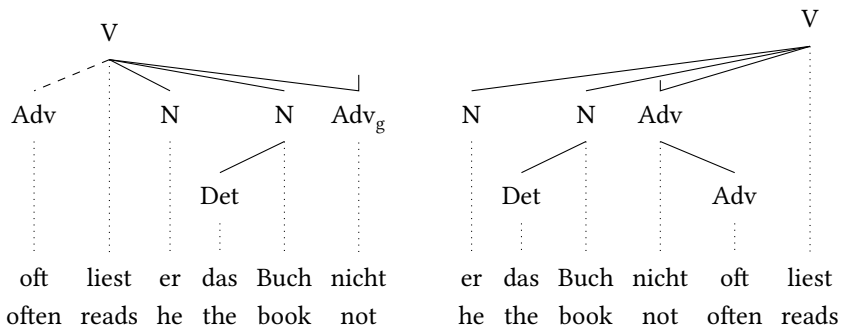 V V
Adv N N Adv_g N N Adv
Det Det Adv
oft liest er das Buch nicht er das Buch nicht oft liest
often reads he the book not he the book not often reads